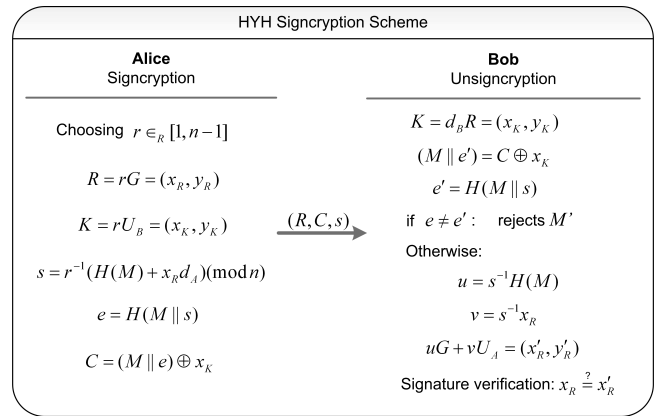 HYH Signcryption Scheme
Alice
Signcryption
Choosing r ∈_R [1, n−1]
R = rG = (x_R, y_R)
K = rU_B = (x_K, y_K)
s = r^{-1}(H(M) + x_R d_A)(mod n)
e = H(M || s)
C = (M || e) ⊕ x_K
(R, C, s)
Bob
Unsigncryption
K = d_B R = (x_K, y_K)
(M || e′) = C ⊕ x_K
e′ = H(M || s)
if e ≠ e′ : rejects M’
Otherwise:
u = s^{-1}H(M)
v = s^{-1}x_R
uG + vU_A = (x′_R, y′_R)
Signature verification: x_R ≟ x′_R